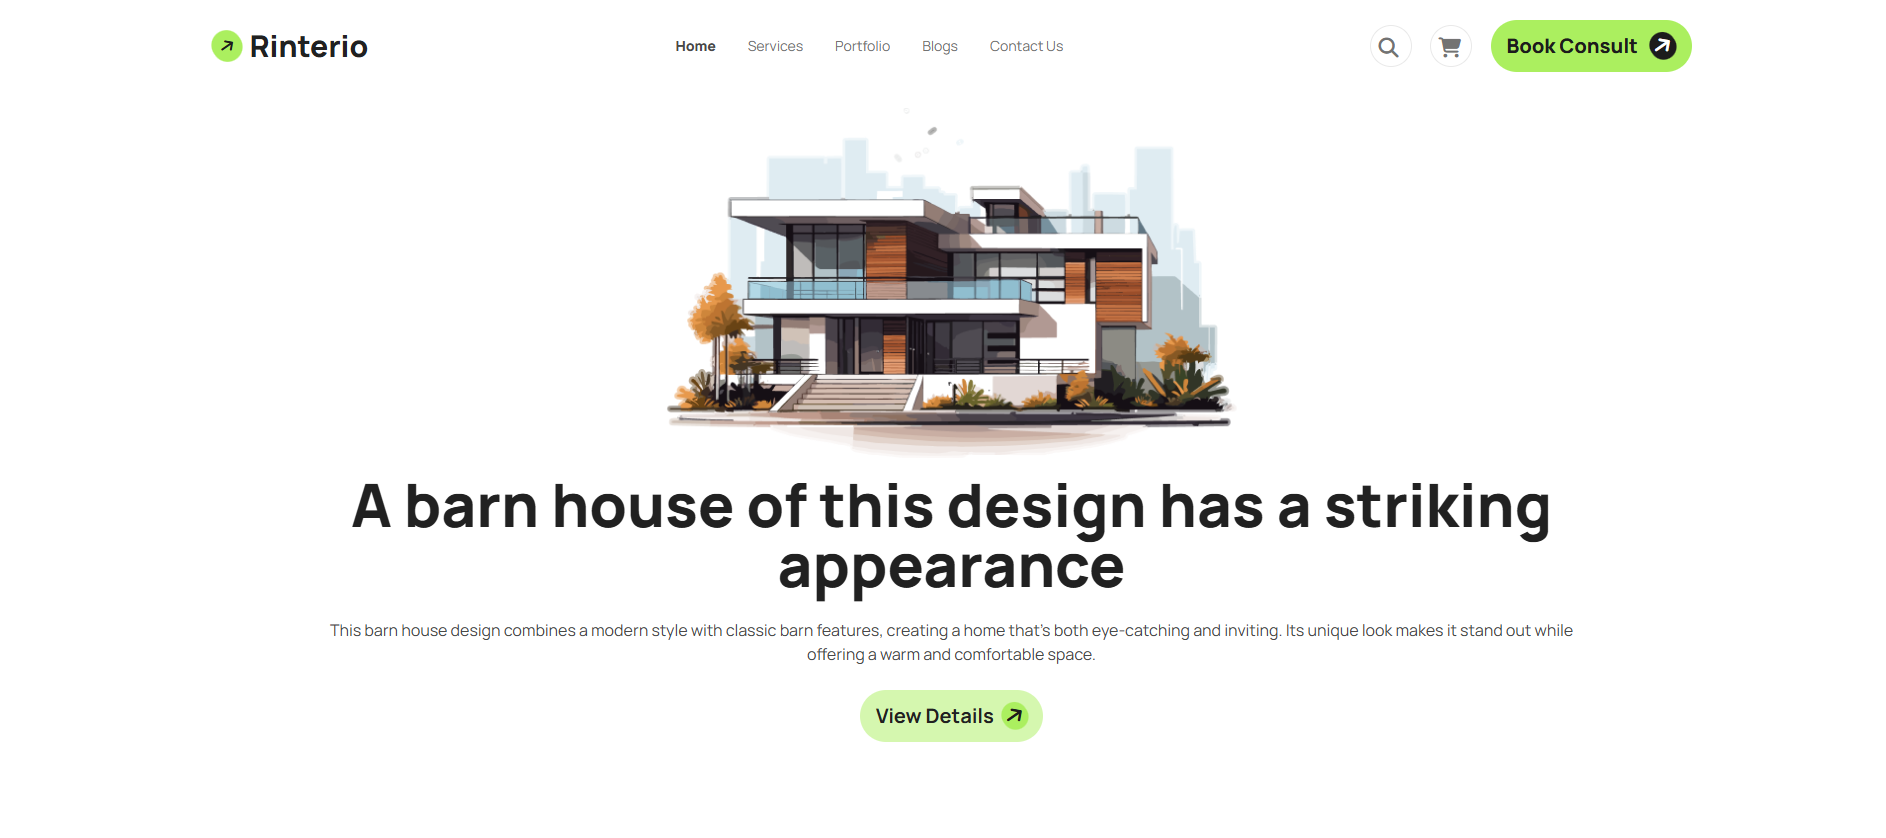 Rinterio
Home Services Portfolio Blogs Contact Us
Book Consult
A barn house of this design has a striking
appearance
This barn house design combines a modern style with classic barn features, creating a home that's both eye-catching and inviting. Its unique look makes it stand out while
offering a warm and comfortable space.
View Details